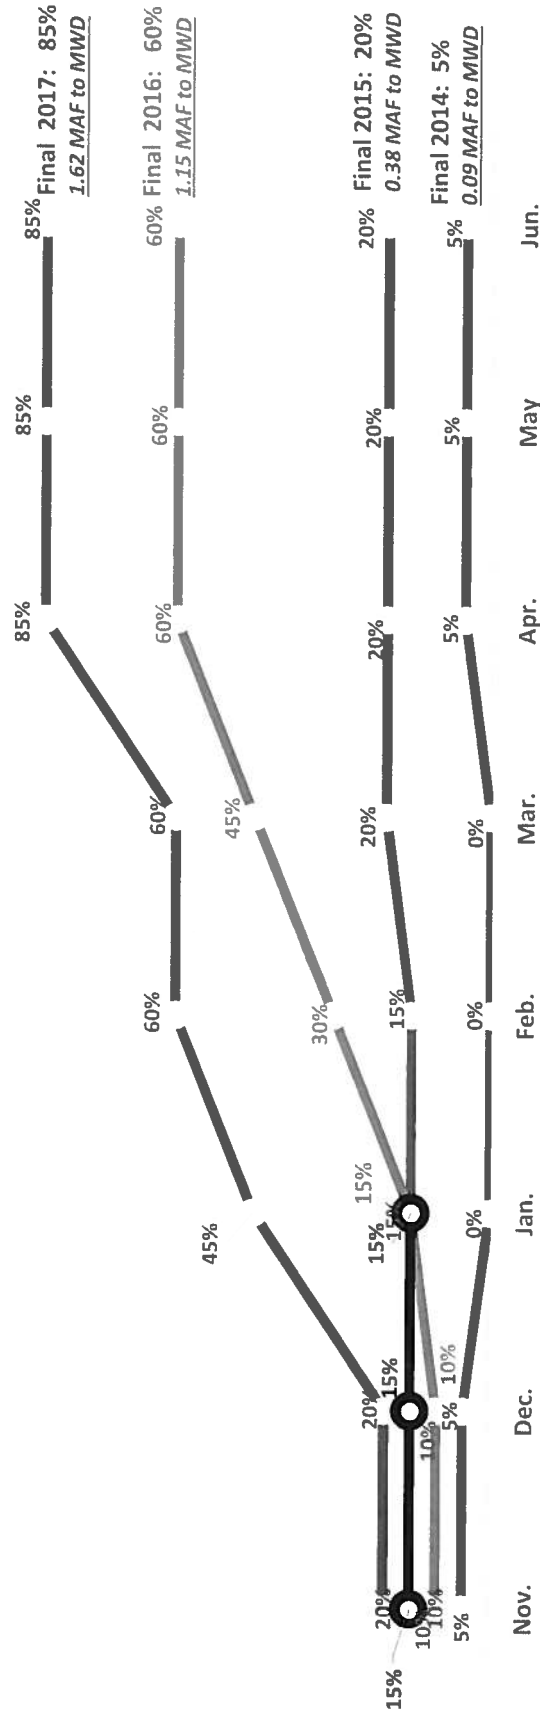 Final 2017: 85%
1.62 MAF to MWD
Final 2016: 60%
1.15 MAF to MWD
Final 2015: 20%
0.38 MAF to MWD
Final 2014: 5%
0.09 MAF to MWD
20%
20%
45%
60%
60%
85%
85%
85%
10%
10%
15%
30%
45%
60%
60%
60%
15%
15%
15%
10%
10%
15%
15%
20%
20%
20%
20%
5%
5%
0%
0%
0%
5%
5%
5%
Nov.
Dec.
Jan.
Feb.
Mar.
Apr.
May
Jun.